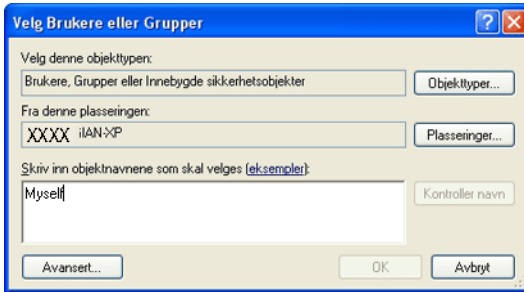 Velg Brukere eller Grupper
Velg denne objekttypen:
Brukere, Grupper eller Innebygde sikkerhetsobjekter
Objekttyper...
Fra denne plasseringen:
XXXX iIAN-XP
Plasseringer...
Skriv inn objektnavnene som skal velges (eksempler):
Myself
Kontroller navn
Avansert...
OK
Avbryt